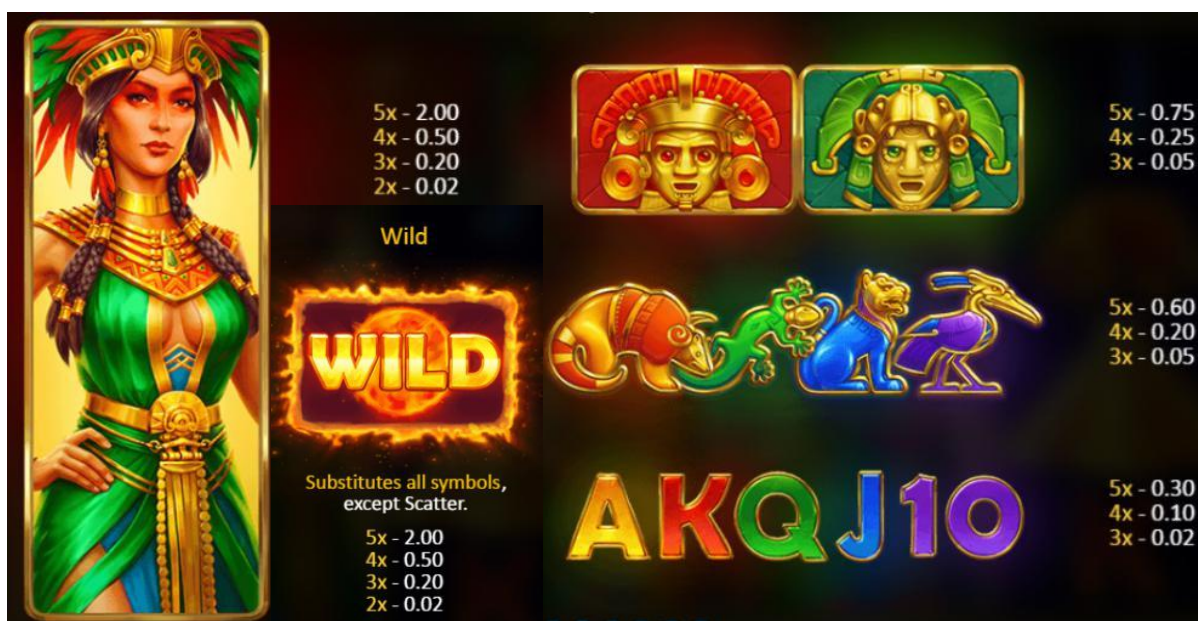 5x - 2.00
4x - 0.50
3x - 0.20
2x - 0.02
Wild
WILD
Substitutes all symbols,
except Scatter.
5x - 2.00
4x - 0.50
3x - 0.20
2x - 0.02
5x - 0.75
4x - 0.25
3x - 0.05
5x - 0.60
4x - 0.20
3x - 0.05
AKQJ10
5x - 0.30
4x - 0.10
3x - 0.02